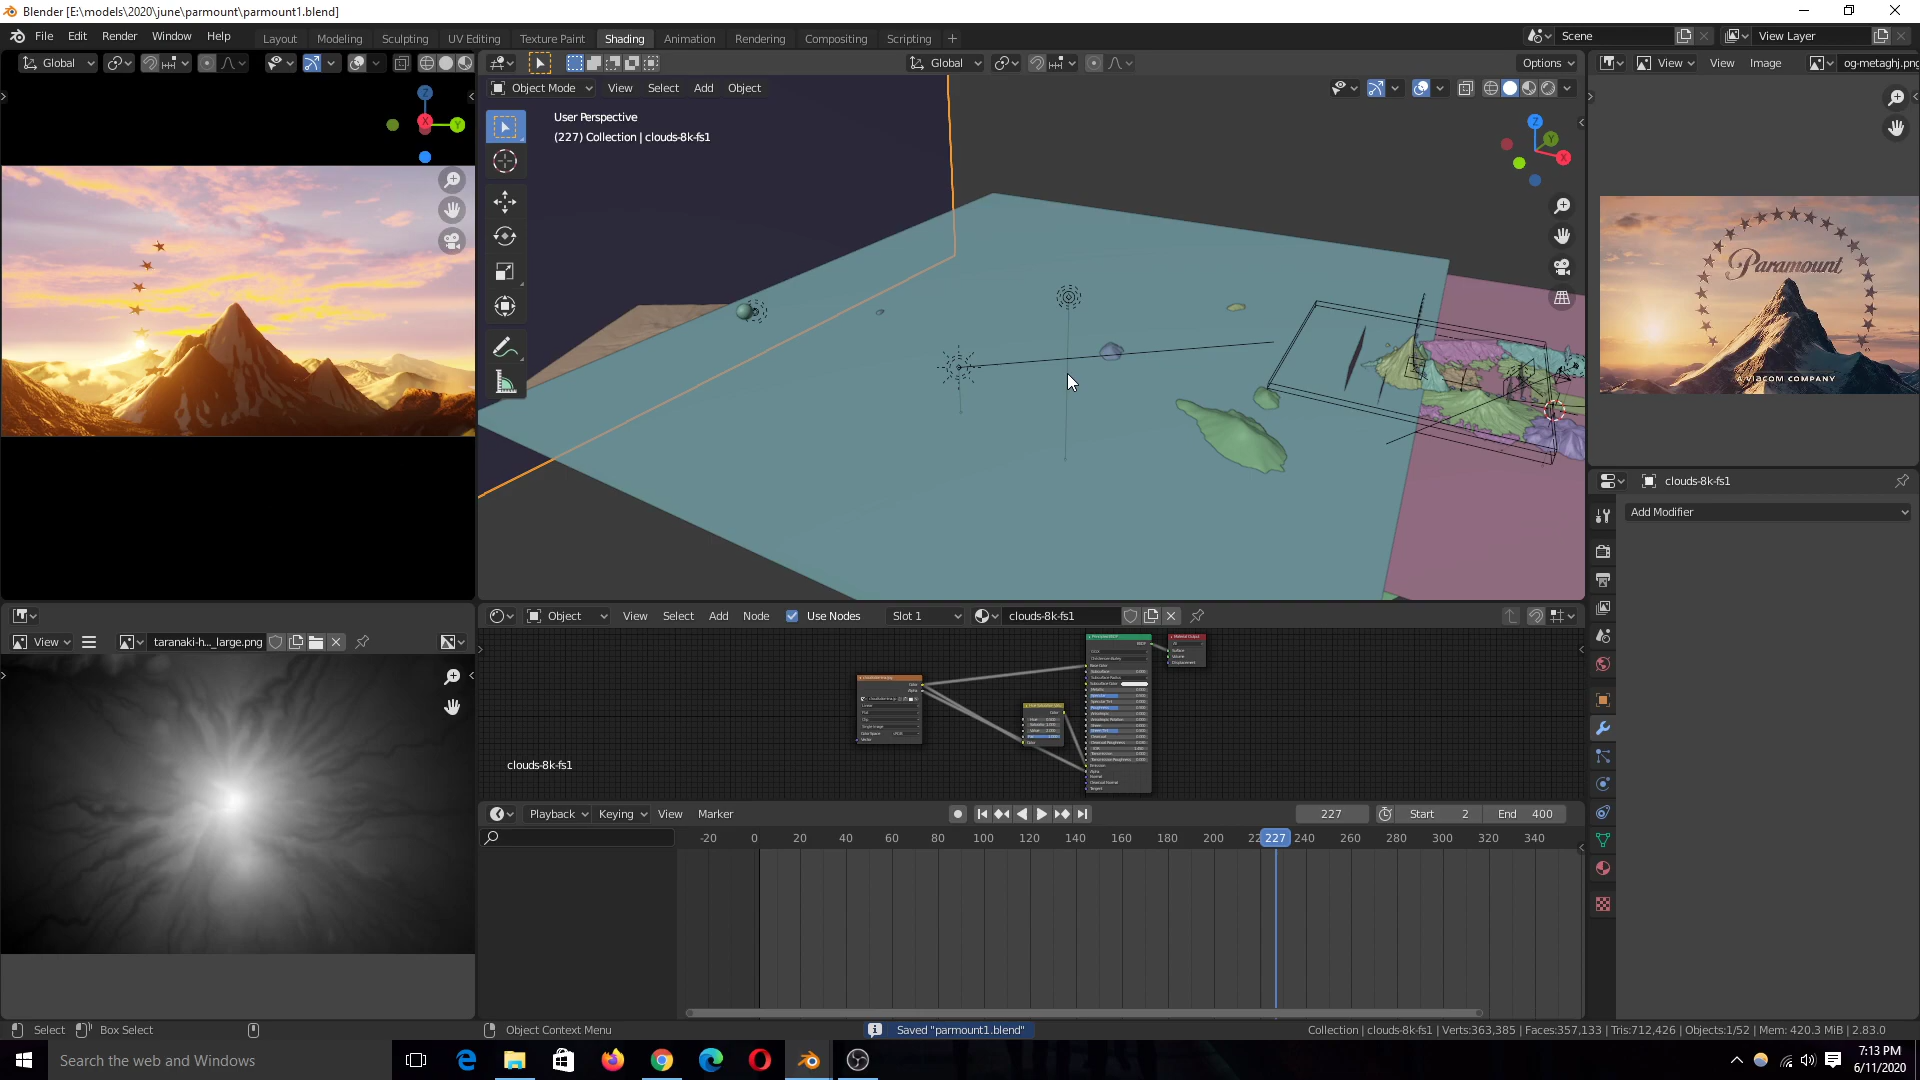 Blender [E:\models\2020\june\parmount\parmount1.blend]
File Edit Render Window Help
Layout Modeling Sculpting UV Editing Texture Paint Shading Animation Rendering Compositing Scripting
Scene View Layer
Global
Global Options
View View Image og-metaghj.png
Object Mode View Select Add Object
User Perspective
(227) Collection | clouds-8k-fs1
Z
X Y
Z
Y
X
Paramount
A VIACOM COMPANY
clouds-8k-fs1
Add Modifier
Object View Select Add Node Use Nodes Slot 1 clouds-8k-fs1
View taranaki-h..._large.png
clouds-8k-fs1
Playback Keying View Marker 227 Start 2 End 400
-20 0 20 40 60 80 100 120 140 160 180 200 227 240 260 280 300 320 340
Select Box Select Object Context Menu Saved "parmount1.blend" Collection | clouds-8k-fs1 | Verts:363,385 | Faces:357,133 | Tris:712,426 | Objects:1/52 | Mem: 420.3 MiB | 2.83.0
Search the web and Windows
7:13 PM
6/11/2020